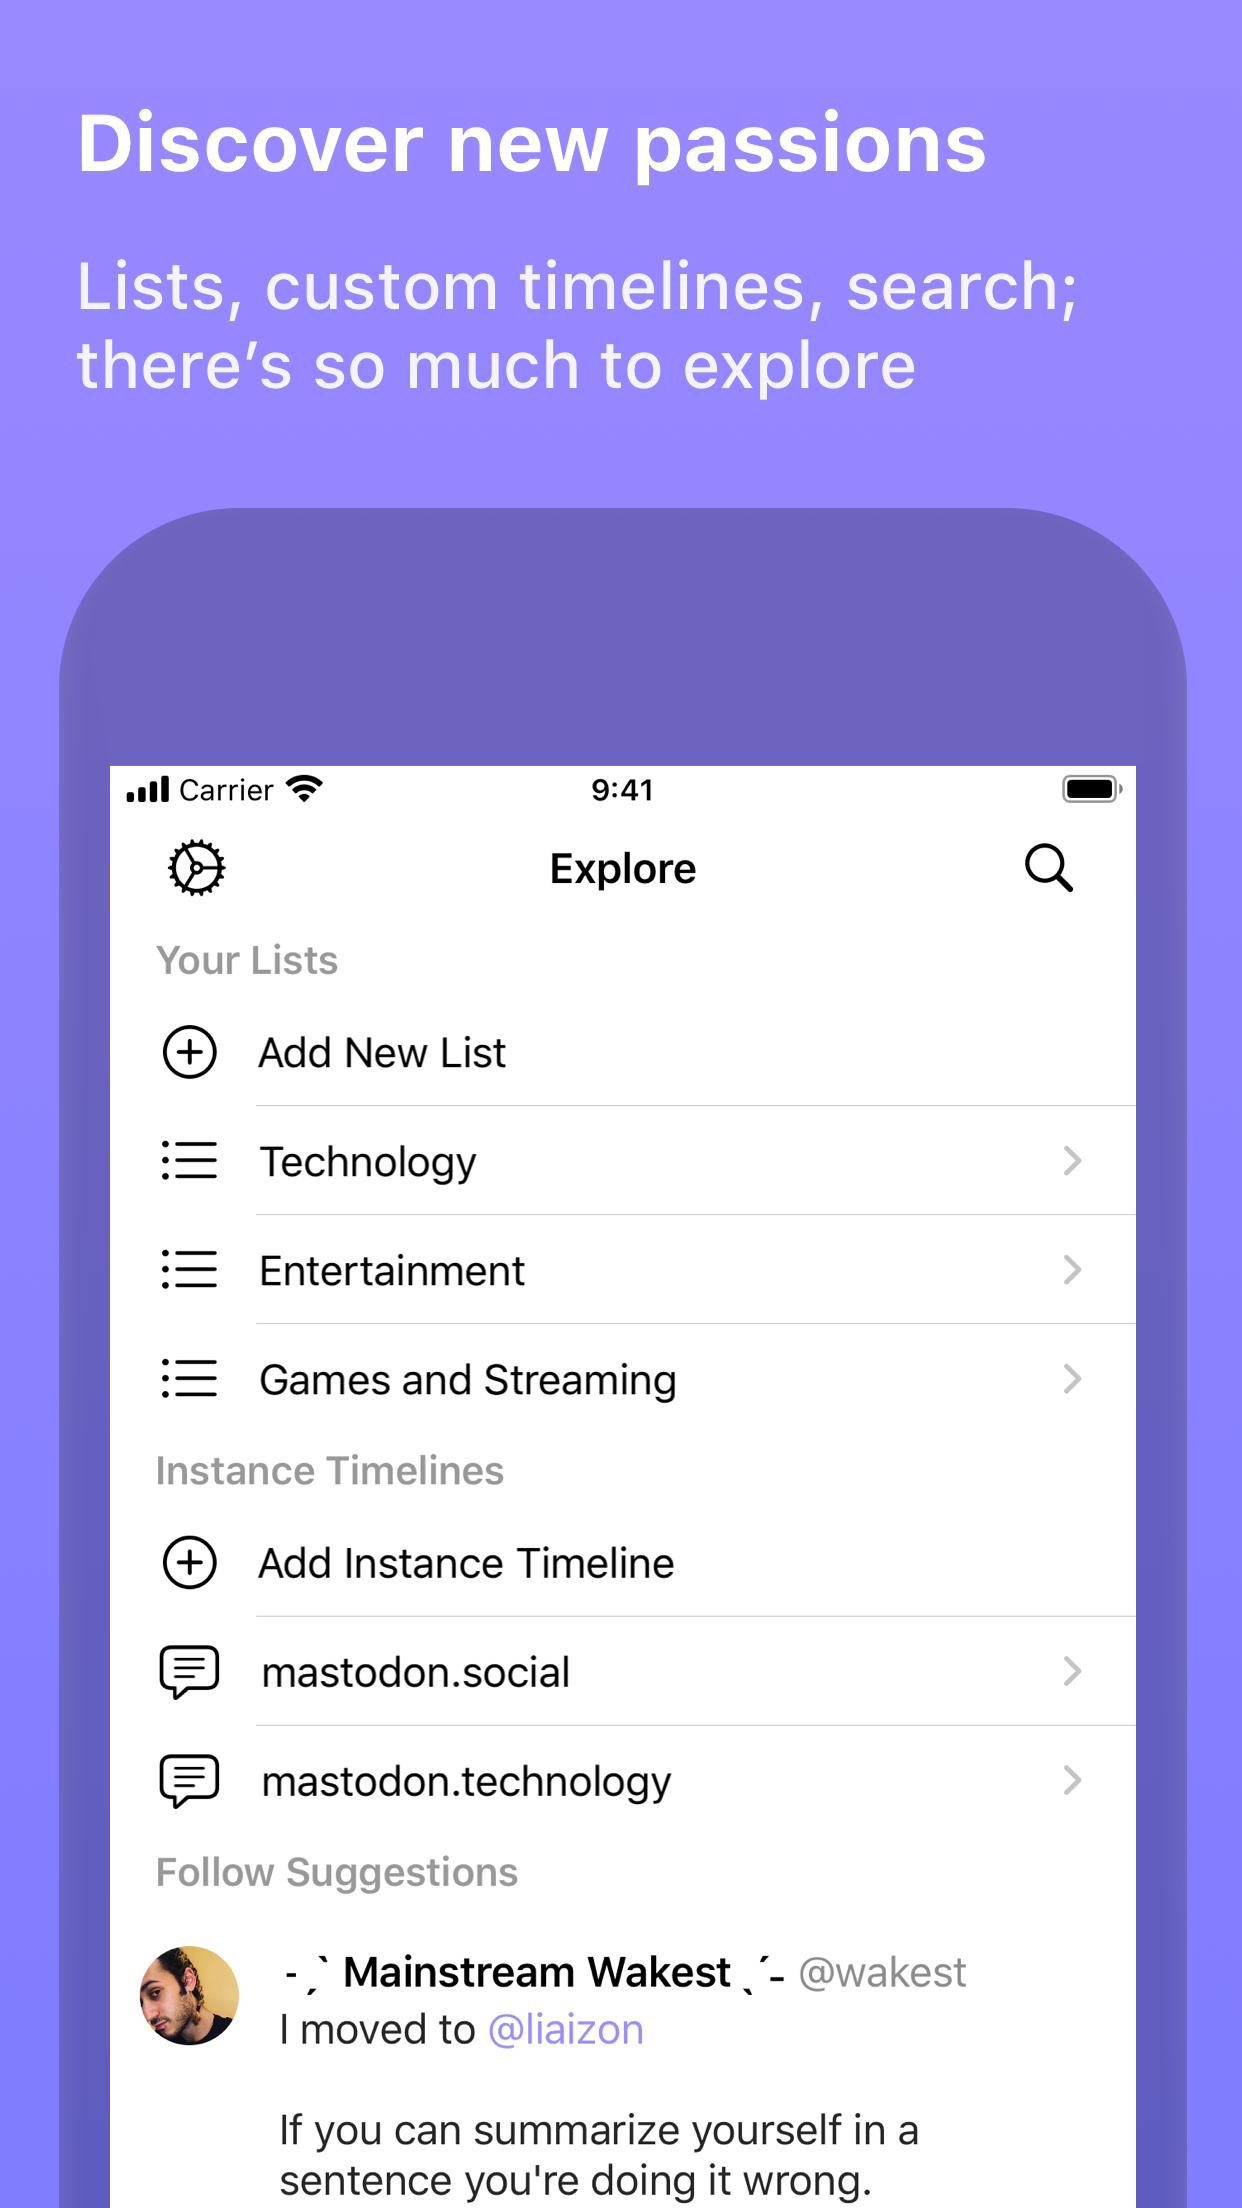 Discover new passions
Lists, custom timelines, search;
there’s so much to explore
Carrier 9:41
Explore
Your Lists
Add New List
Technology
Entertainment
Games and Streaming
Instance Timelines
Add Instance Timeline
mastodon.social
mastodon.technology
Follow Suggestions
- ˏˋ Mainstream Wakest ˎˊ- @wakest
I moved to @liaizon
If you can summarize yourself in a
sentence you're doing it wrong.